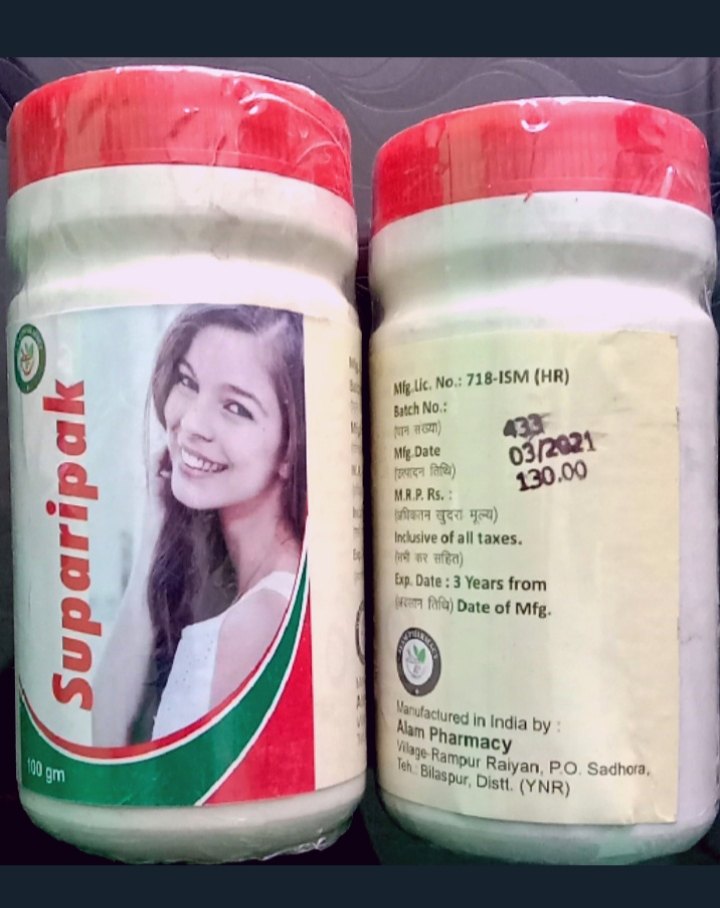 Suparipak
100 gm
Mfg.Lic. No.: 718-ISM (HR)
Batch No.: 433
संख्या)
Mfg.Date 03/2021
(उत्पादन तिथि)
M.R.P. Rs. : 130.00
(अधिकतन खुदरा मूल्य)
Inclusive of all taxes.
(सभी कर सहित)
Exp. Date : 3 Years from
तिथि) Date of Mfg.
Manufactured in India by :
Alam Pharmacy
Village-Rampur Raiyan, P.O. Sadhora,
Teh.: Bilaspur, Distt. (YNR)